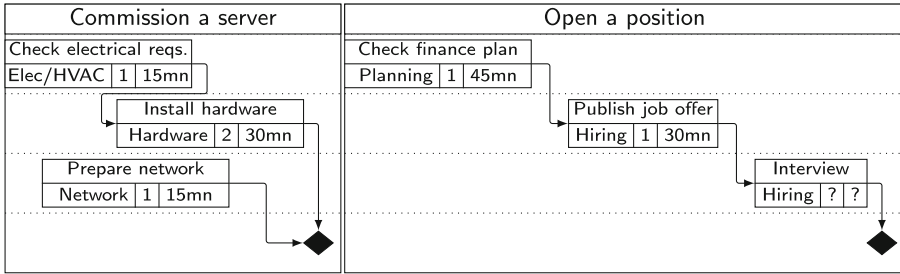 Commission a server
Check electrical reqs.
Elec/HVAC 1 15mn
Install hardware
Hardware 2 30mn
Prepare network
Network 1 15mn
Open a position
Check finance plan
Planning 1 45mn
Publish job offer
Hiring 1 30mn
Interview
Hiring ? ?